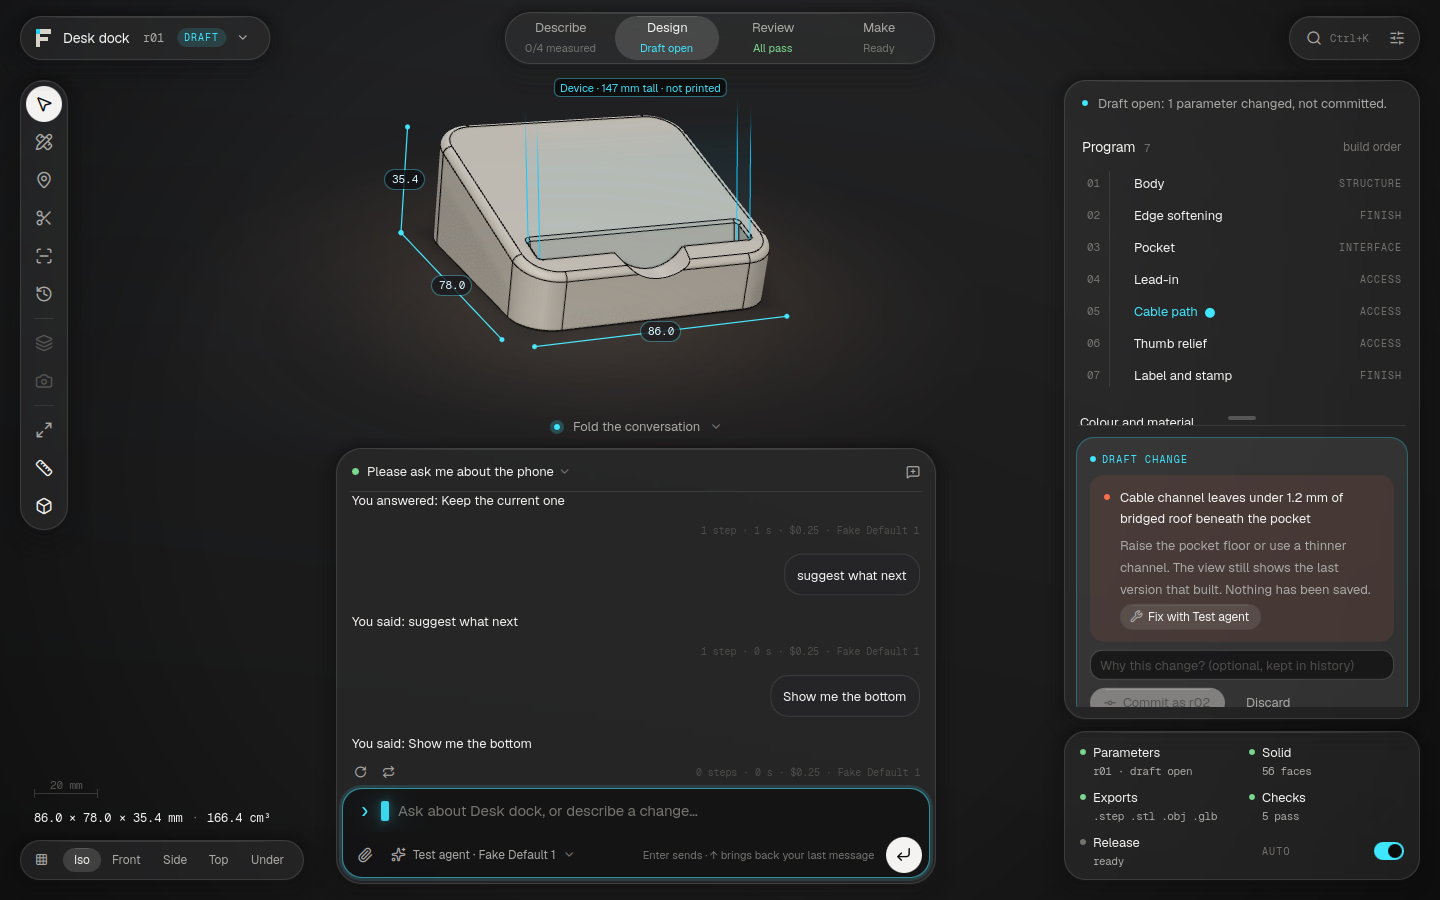 Desk dock r01 DRAFT
Describe
0/4 measured
Design
Draft open
Review
All pass
Make
Ready
Ctrl+K
Device · 147 mm tall · not printed
35.4
78.0
86.0
Fold the conversation
Please ask me about the phone
You answered: Keep the current one
1 step · 1 s · $0.25 · Fake Default 1
suggest what next
You said: suggest what next
1 step · 0 s · $0.25 · Fake Default 1
Show me the bottom
You said: Show me the bottom
0 steps · 0 s · $0.25 · Fake Default 1
Ask about Desk dock, or describe a change...
Test agent · Fake Default 1
Enter sends · ↑ brings back your last message
20 mm
86.0 × 78.0 × 35.4 mm · 166.4 cm³
Iso Front Side Top Under
Draft open: 1 parameter changed, not committed.
Program 7 build order
01 Body STRUCTURE
02 Edge softening FINISH
03 Pocket INTERFACE
04 Lead-in ACCESS
05 Cable path ACCESS
06 Thumb relief ACCESS
07 Label and stamp FINISH
Colour and material
DRAFT CHANGE
Cable channel leaves under 1.2 mm of
bridged roof beneath the pocket
Raise the pocket floor or use a thinner
channel. The view still shows the last
version that built. Nothing has been saved.
Fix with Test agent
Why this change? (optional, kept in history)
Commit as r02 Discard
Parameters
r01 · draft open
Solid
56 faces
Exports
.step .stl .obj .glb
Checks
5 pass
Release
ready
AUTO